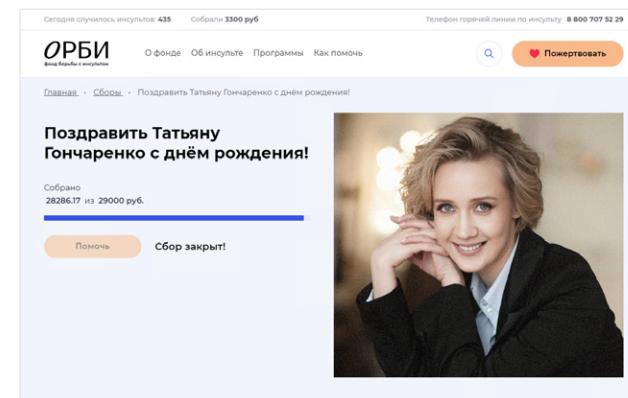 Сегодня случилось инсультов: 435 Собрали 3300 руб Телефон горячей линии по инсульту 8 800 707 52 29
ОРБИ О фонде Об инсульте Программы Как помочь Пожертвовать
фонд борьбы с инсультом
Главная • Сборы • Поздравить Татьяну Гончаренко с днём рождения!
Поздравить Татьяну
Гончаренко с днём рождения!
Собрано
28286.17 из 29000 руб.
Помочь Сбор закрыт!